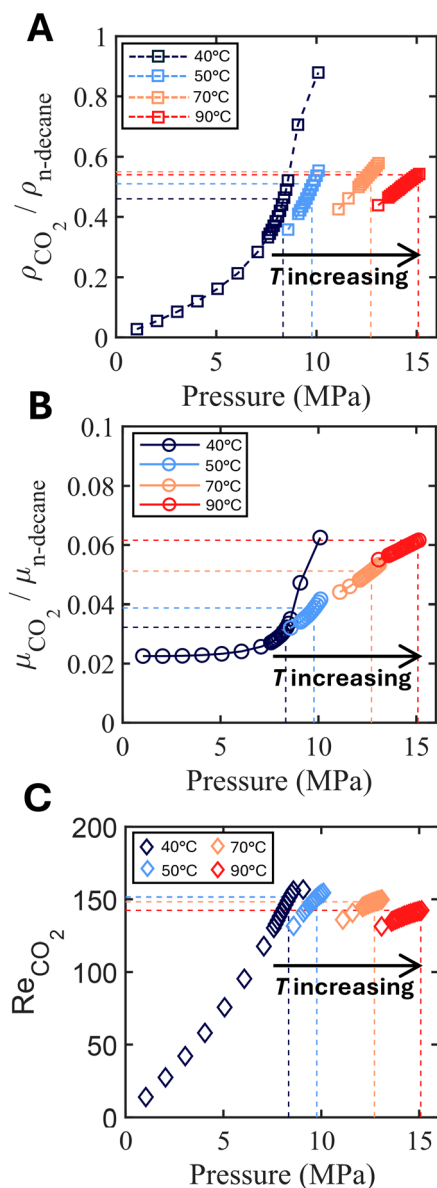 A
40°C
50°C
70°C
90°C
1
0.8
0.6
0.4
0.2
0
ρCO2 / ρn-decane
T increasing
0 5 10 15
Pressure (MPa)
B
0.1
40°C
50°C
70°C
90°C
0.08
0.06
0.04
0.02
0
μCO2 / μn-decane
T increasing
0 5 10 15
Pressure (MPa)
C
200
40°C 70°C
50°C 90°C
150
100
50
0
ReCO2
T increasing
0 5 10 15
Pressure (MPa)